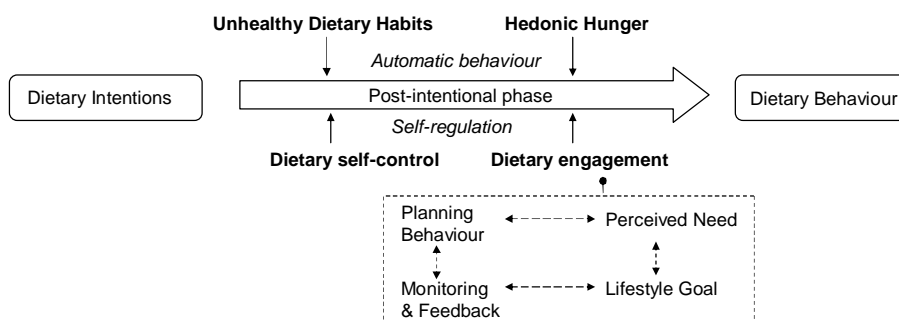 Unhealthy Dietary Habits
Hedonic Hunger
Automatic behaviour
Dietary Intentions
Post-intentional phase
Dietary Behaviour
Self-regulation
Dietary self-control
Dietary engagement
Planning
Behaviour
Perceived Need
Monitoring
& Feedback
Lifestyle Goal